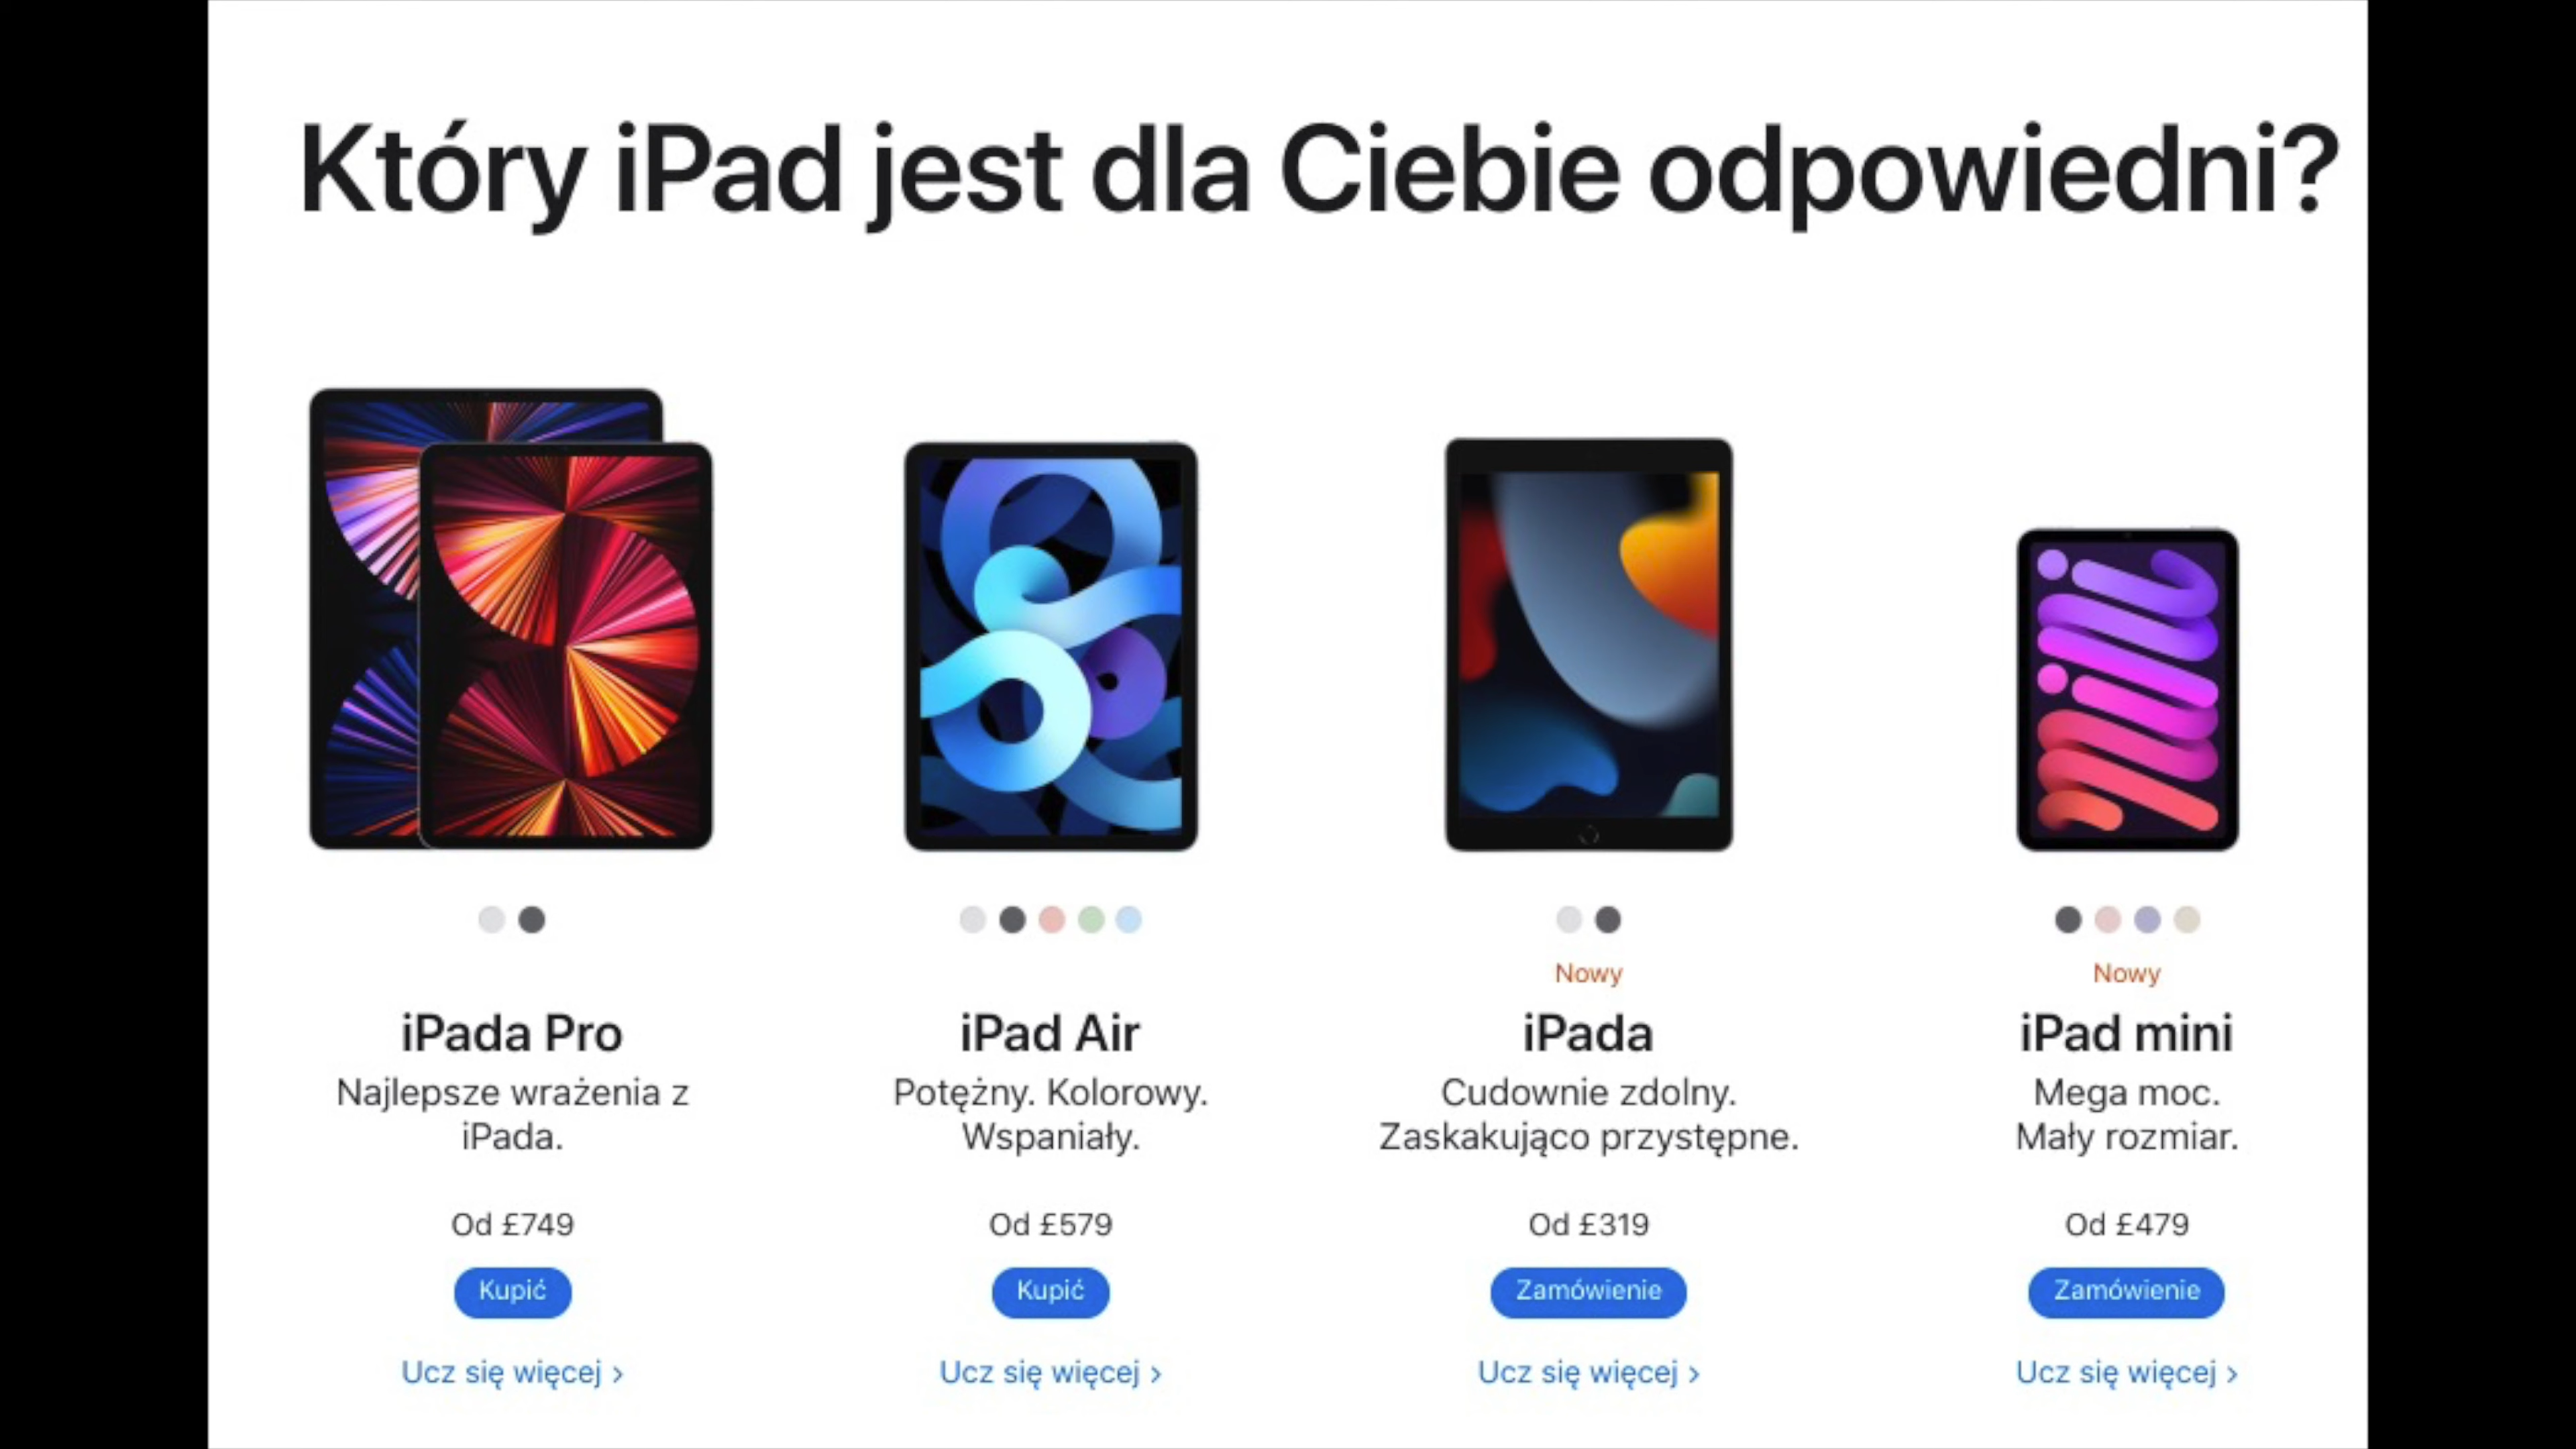 Który iPad jest dla Ciebie odpowiedni?
iPada Pro
Najlepsze wrażenia z
iPada.
Od £749
Kupić
Ucz się więcej ›
iPad Air
Potężny. Kolorowy.
Wspaniały.
Od £579
Kupić
Ucz się więcej ›
Nowy
iPada
Cudownie zdolny.
Zaskakująco przystępne.
Od £319
Zamówienie
Ucz się więcej ›
Nowy
iPad mini
Mega moc.
Mały rozmiar.
Od £479
Zamówienie
Ucz się więcej ›